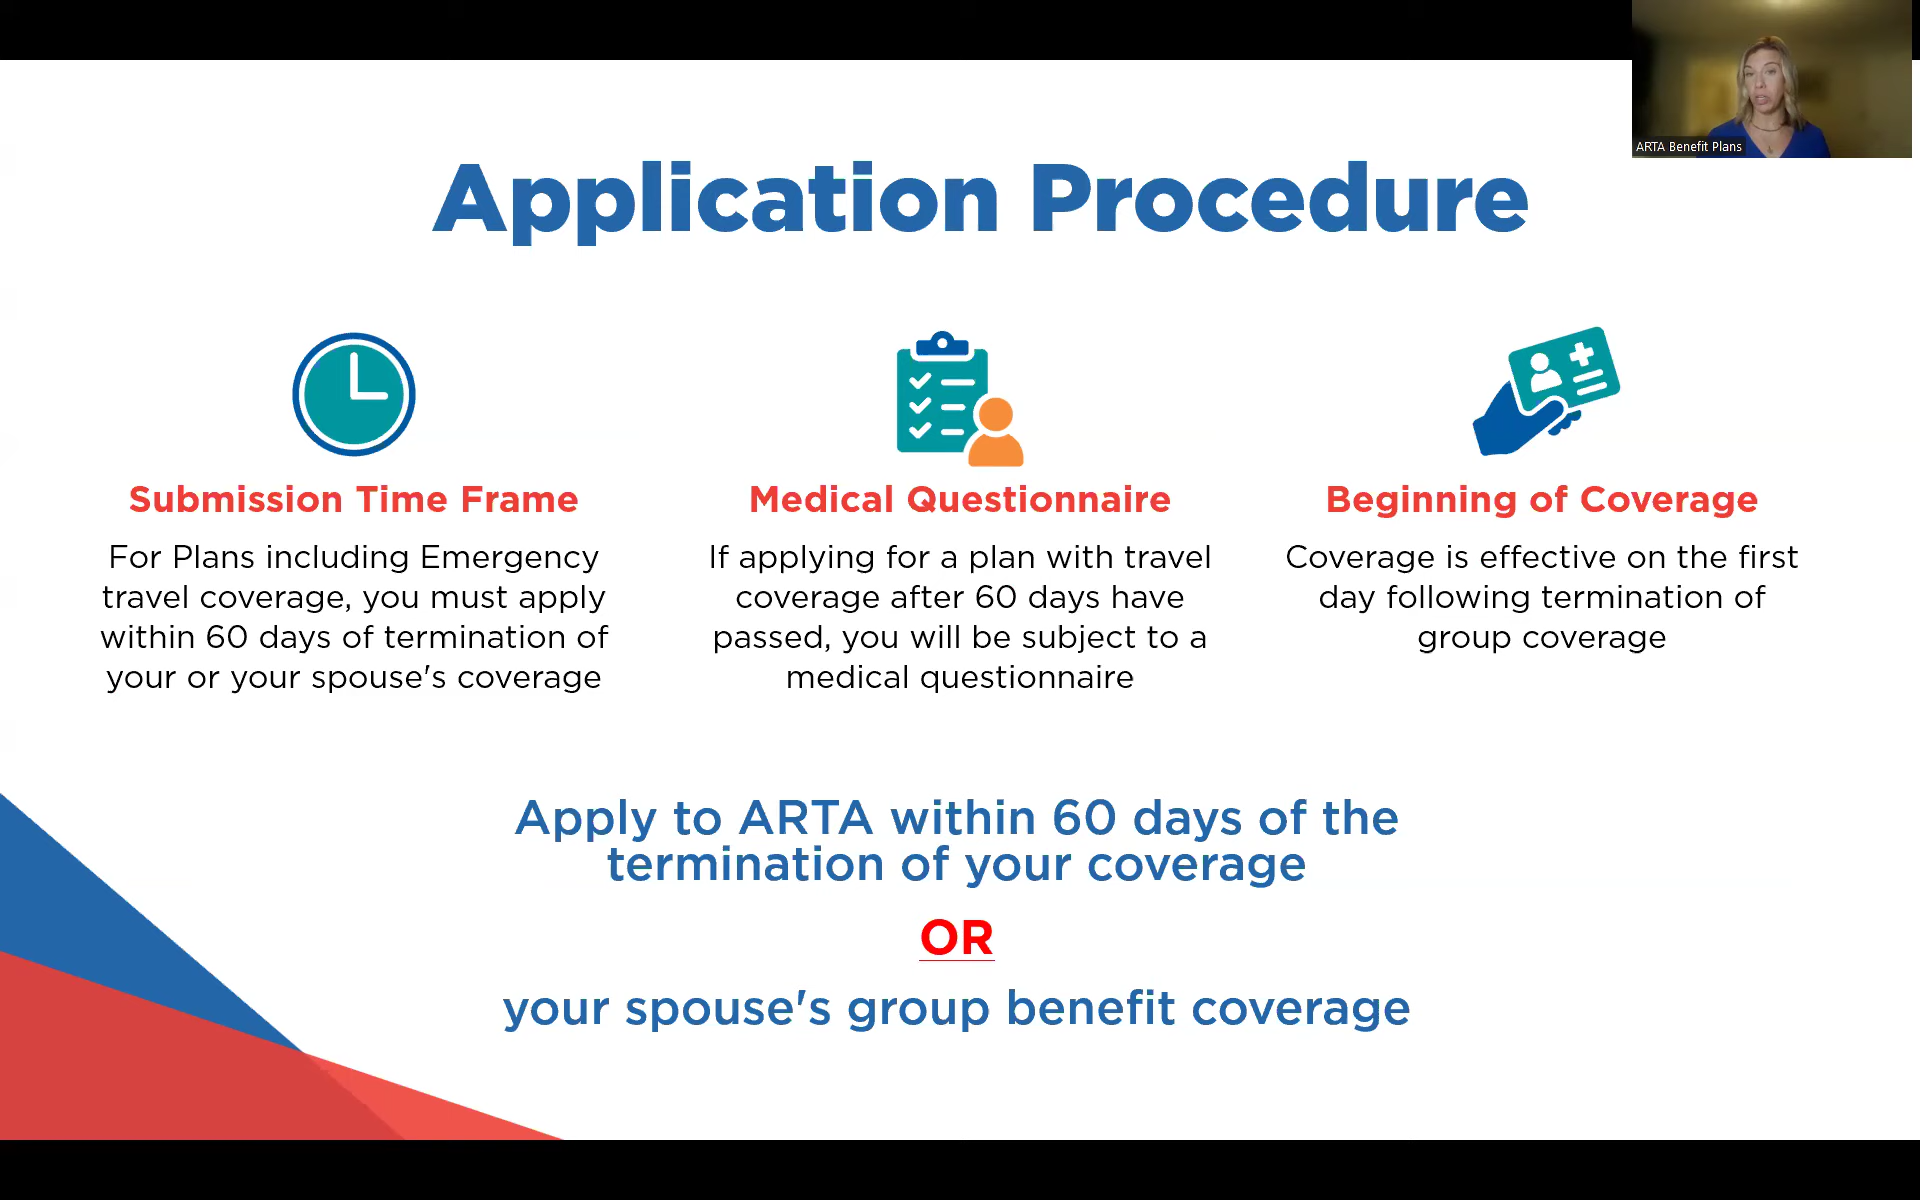 ARTA Benefit Plans
Application Procedure
Submission Time Frame
For Plans including Emergency
travel coverage, you must apply
within 60 days of termination of
your or your spouse's coverage
Medical Questionnaire
If applying for a plan with travel
coverage after 60 days have
passed, you will be subject to a
medical questionnaire
Beginning of Coverage
Coverage is effective on the first
day following termination of
group coverage
Apply to ARTA within 60 days of the
termination of your coverage
OR
your spouse's group benefit coverage